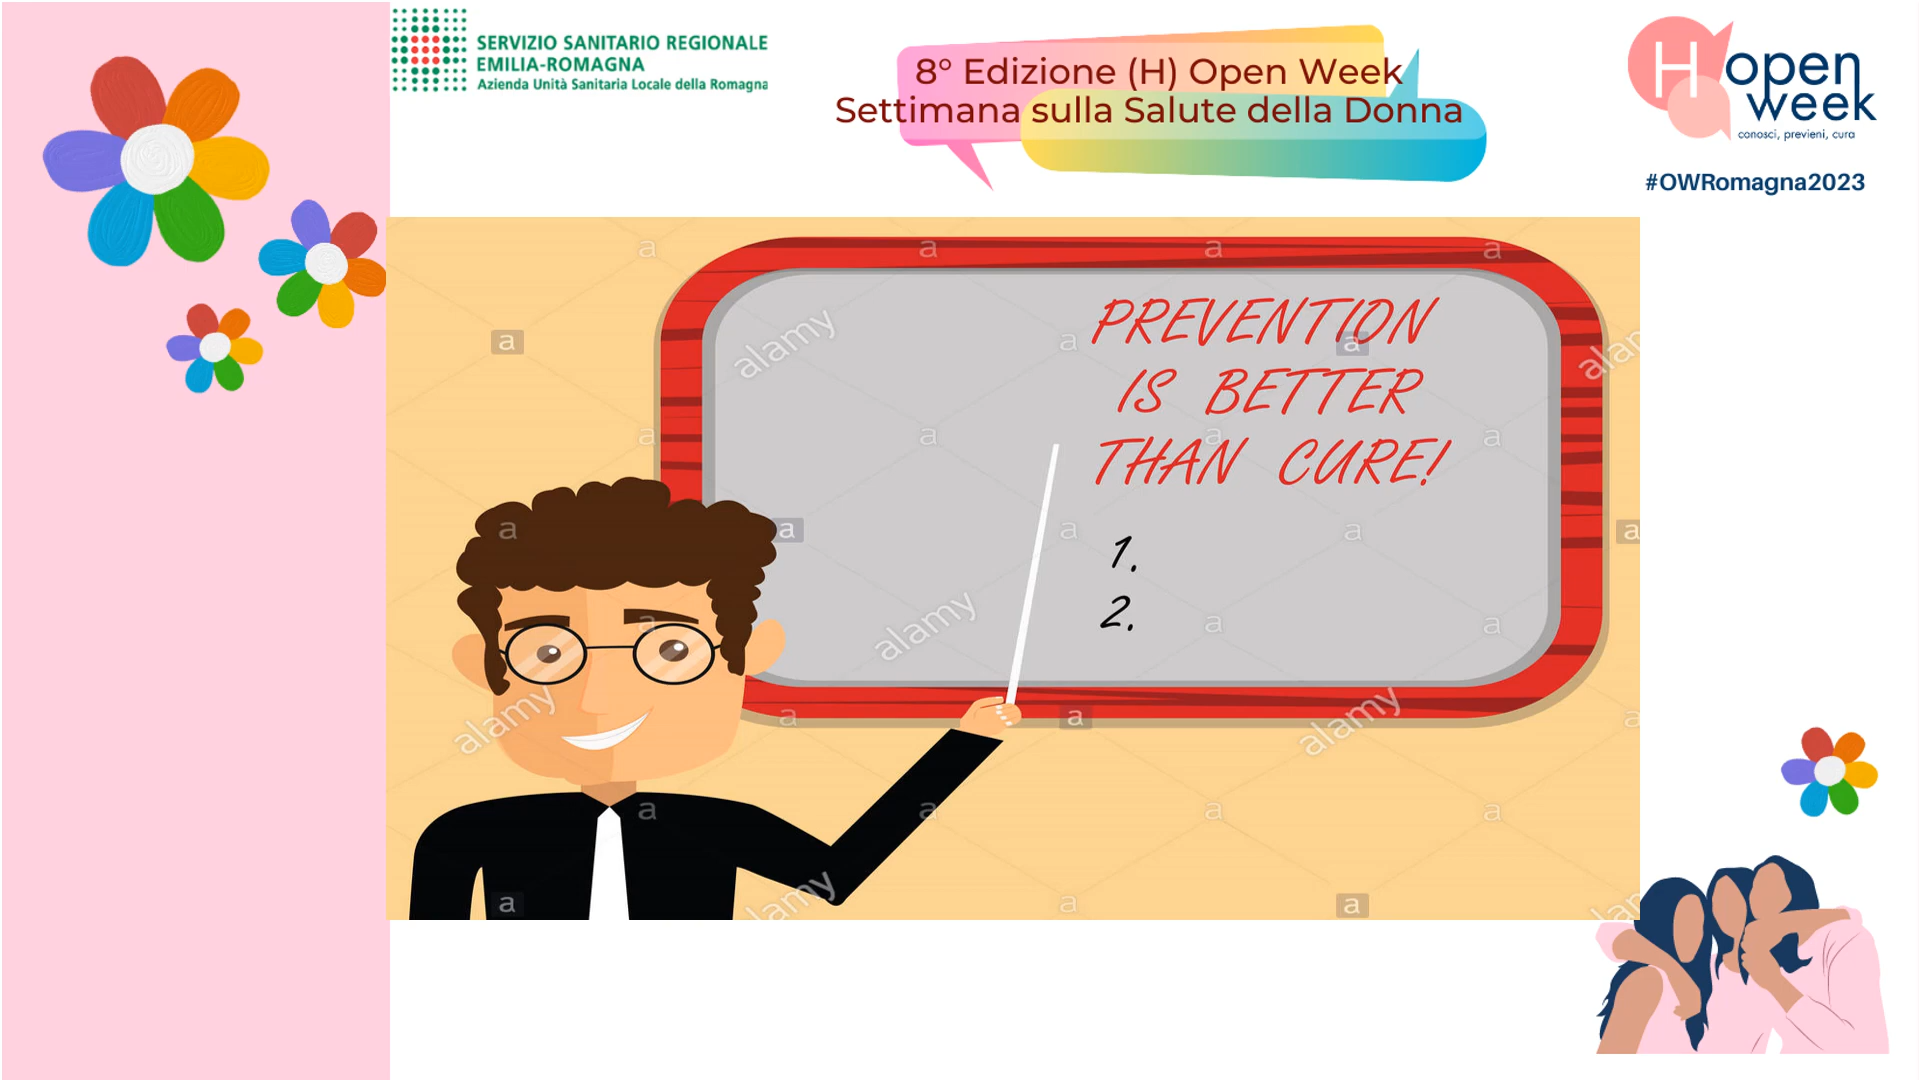 SERVIZIO SANITARIO REGIONALE
EMILIA-ROMAGNA
Azienda Unità Sanitaria Locale della Romagna
8° Edizione (H) Open Week
Settimana sulla Salute della Donna
H open
week
conosci, previeni, cura
#OWRomagna2023
PREVENTION
IS BETTER
THAN CURE!
1.
2.
alamy
alamy
alamy
alamy
alamy